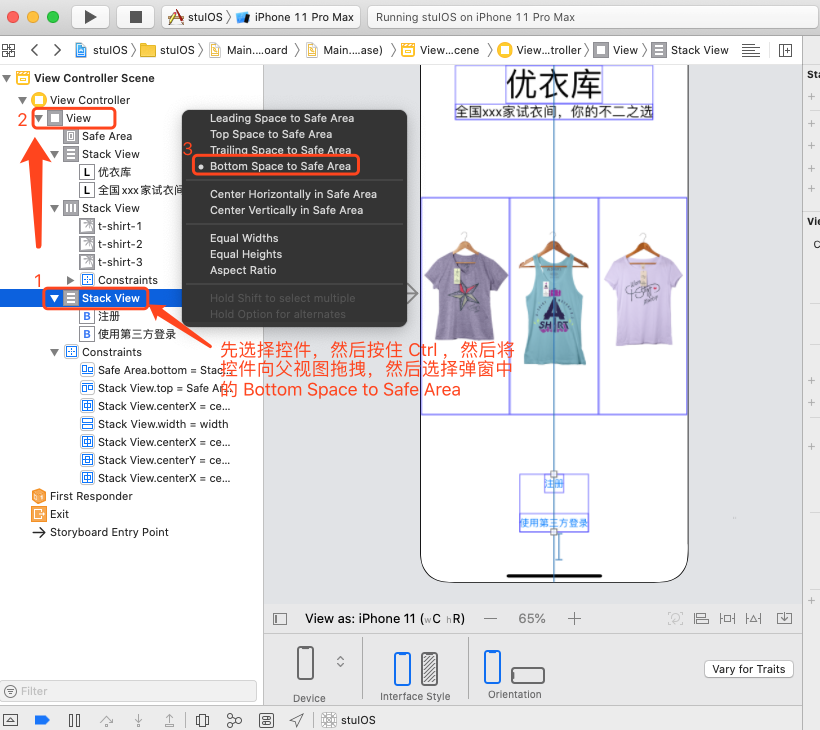 stuIOS
iPhone 11 Pro Max
Running stuIOS on iPhone 11 Pro Max
stuIOS
stuIOS
Main....oard
Main....ase)
View...cene
View...troller
View
Stack View
View Controller Scene
View Controller
2
View
Safe Area
Stack View
L 优衣库
L 全国xxx家试衣间
Stack View
t-shirt-1
t-shirt-2
t-shirt-3
Constraints
1
Stack View
B 注册
B 使用第三方登录
Constraints
Safe Area.bottom = Stac...
Stack View.top = Safe Ar...
Stack View.centerX = ce...
Stack View.width = width
Stack View.centerX = ce...
Stack View.centerY = ce...
Stack View.centerX = ce...
First Responder
Exit
Storyboard Entry Point
Filter
Leading Space to Safe Area
Top Space to Safe Area
3
Trailing Space to Safe Area
Bottom Space to Safe Area
Center Horizontally in Safe Area
Center Vertically in Safe Area
Equal Widths
Equal Heights
Aspect Ratio
Hold Shift to select multiple
Hold Option for alternates
先选择控件，然后按住 Ctrl ，然后将
控件向父视图拖拽，然后选择弹窗中
的 Bottom Space to Safe Area
优衣库
全国xxx家试衣间，你的不二之选
注册
使用第三方登录
View as: iPhone 11 (wC hR)
65%
Device
Interface Style
Orientation
Vary for Traits
stuIOS